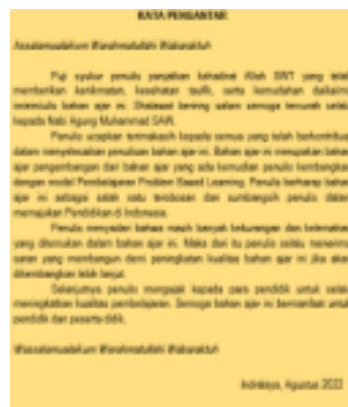 KATA PENGANTAR
Assalamualaikum Warahmatullahi Wabarakatuh
Puji syukur penulis panjatkan kehadirat Allah SWT yang telah
memberikan kenikmatan, kesehatan taufik, serta kemudahan dalam
menulis bahan ajar ini. Shalawat beriring salam semoga tercurah
kepada Nabi Agung Muhammad SAW.
Penulis ucapkan terimakasih kepada semua yang telah berkontribusi
dalam menyelesaikan penulisan bahan ajar ini. Bahan ajar ini merupakan bahan
ajar pengembangan dari bahan ajar yang ada kemudian penulis kembangkan
dengan model Pembelajaran Problem Based Learning. Penulis berharap bahan
ajar ini sebagai salah satu terobosan dan sumbangsih penulis dalam
memajukan Pendidikan di Indonesia.
Penulis menyadari bahwa masih banyak kekurangan dan kelemahan
yang ditemukan dalam bahan ajar ini. Maka dari itu penulis selalu menerima
saran yang membangun demi peningkatan kualitas bahan ajar ini jika akan
dikembangkan lebih lanjut.
Selanjutnya penulis mengajak kepada para pendidik untuk selalu
meningkatkan kualitas pembelajaran. Semoga bahan ajar ini bermanfaat untuk
pendidik dan peserta didik.
Wassalamualaikum Warahmatullahi Wabarakatuh
Indralaya, Agustus 2022